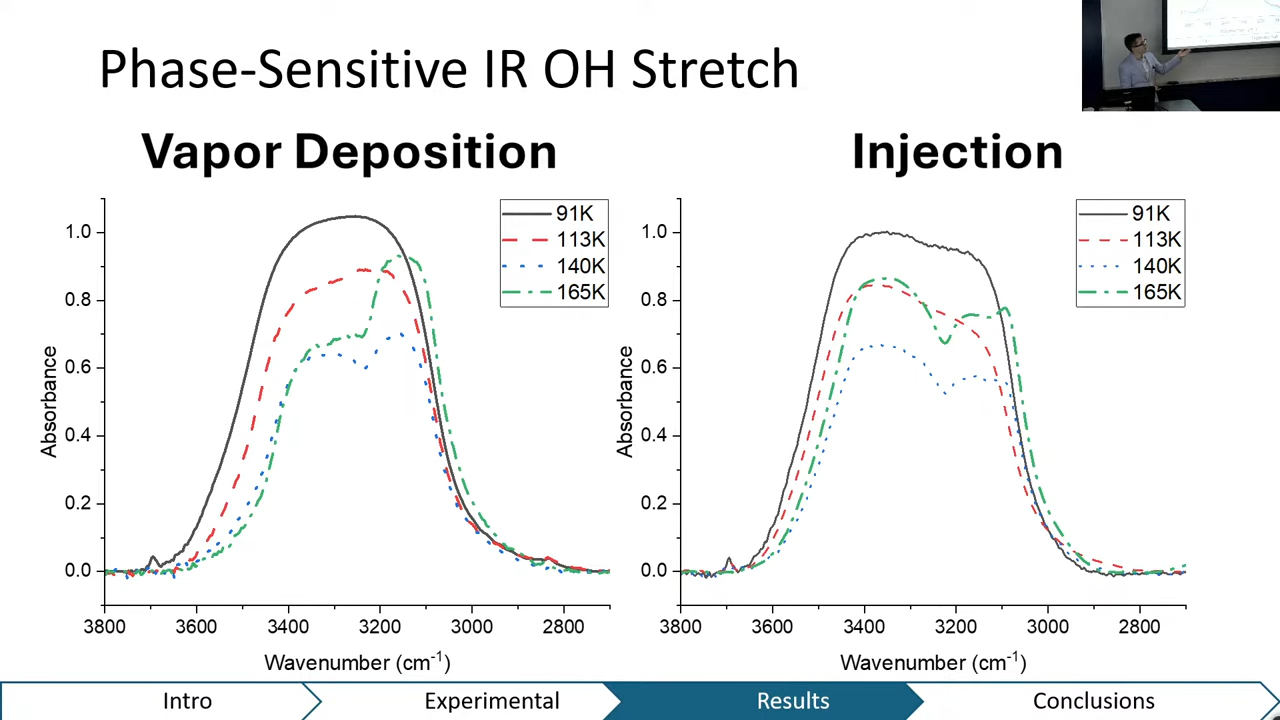 Phase-Sensitive IR OH Stretch
Vapor Deposition
91K
113K
140K
165K
1.0
0.8
0.6
0.4
0.2
0.0
Absorbance
3800
3600
3400
3200
3000
2800
Wavenumber (cm⁻¹)
Injection
91K
113K
140K
165K
1.0
0.8
0.6
0.4
0.2
0.0
Absorbance
3800
3600
3400
3200
3000
2800
Wavenumber (cm⁻¹)
Intro
Experimental
Results
Conclusions